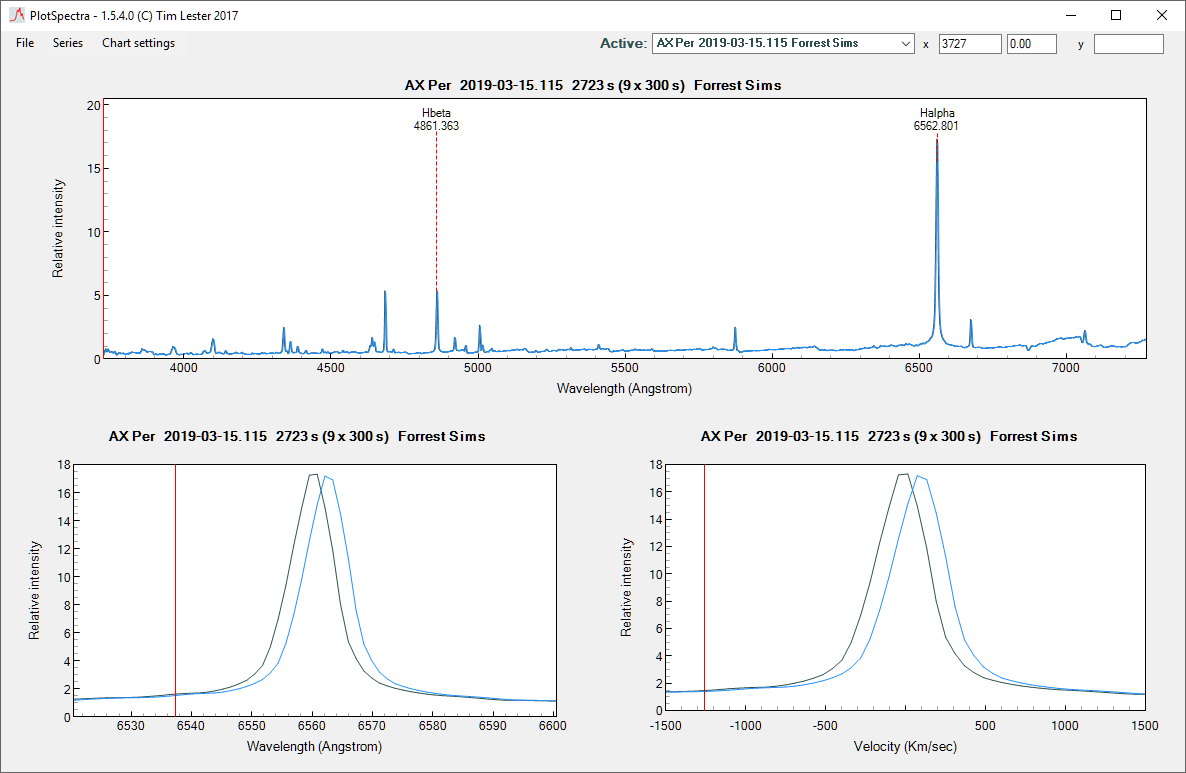 PlotSpectra - 1.5.4.0 (C) Tim Lester 2017
File Series Chart settings Active: AX Per 2019-03-15.115 Forrest Sims x 3727 0.00 y
AX Per 2019-03-15.115 2723 s (9 x 300 s) Forrest Sims
Hbeta
4861.363
Halpha
6562.801
Relative intensity
20
15
10
5
0
4000 4500 5000 5500 6000 6500 7000
Wavelength (Angstrom)
AX Per 2019-03-15.115 2723 s (9 x 300 s) Forrest Sims
Relative intensity
18
16
14
12
10
8
6
4
2
0
6530 6540 6550 6560 6570 6580 6590 6600
Wavelength (Angstrom)
AX Per 2019-03-15.115 2723 s (9 x 300 s) Forrest Sims
Relative intensity
18
16
14
12
10
8
6
4
2
0
-1500 -1000 -500 500 1000 1500
Velocity (Km/sec)